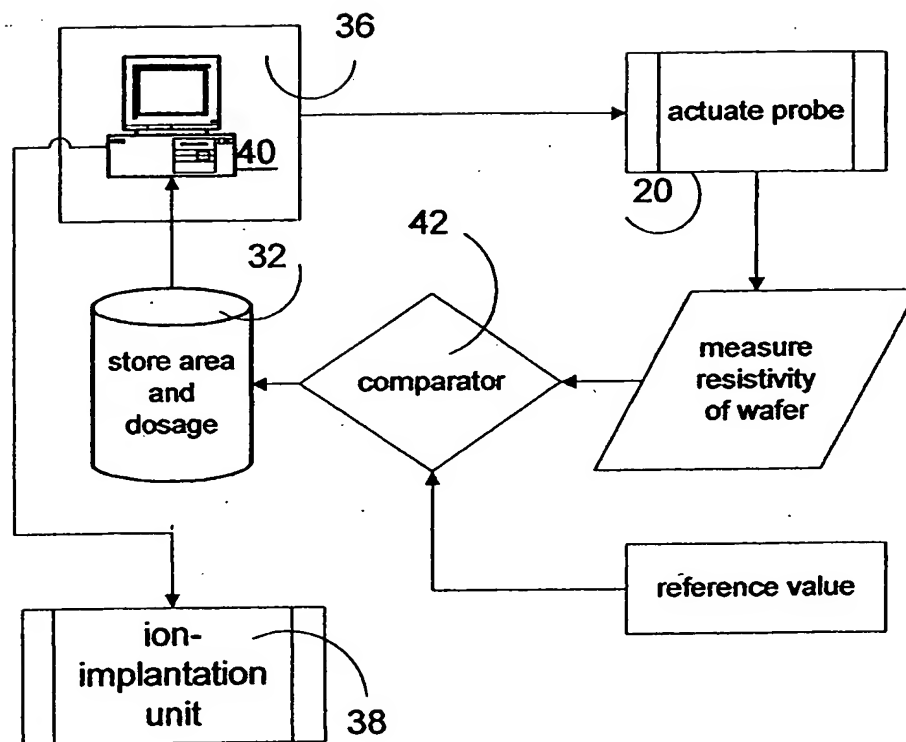 36
40
actuate probe
20
42
32
store area
and
dosage
comparator
measure
resistivity
of wafer
reference value
ion-
implantation
unit
38